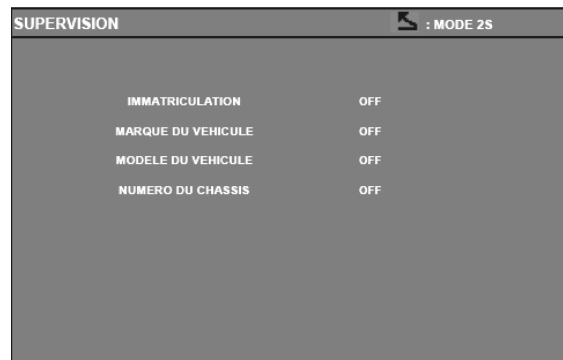 SUPERVISION : MODE 2S
IMMATRICULATION OFF
MARQUE DU VEHICULE OFF
MODELE DU VEHICULE OFF
NUMERO DU CHASSIS OFF